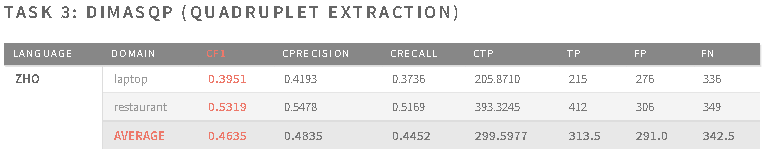 TASK 3: DIMASQP (QUADRUPLET EXTRACTION)
LANGUAGE DOMAIN CF1 CPRECISION CRECALL CTP TP FP FN
ZHO laptop 0.3951 0.4193 0.3736 205.8710 215 276 336
restaurant 0.5319 0.5478 0.5169 393.3245 412 306 349
AVERAGE 0.4635 0.4835 0.4452 299.5977 313.5 291.0 342.5